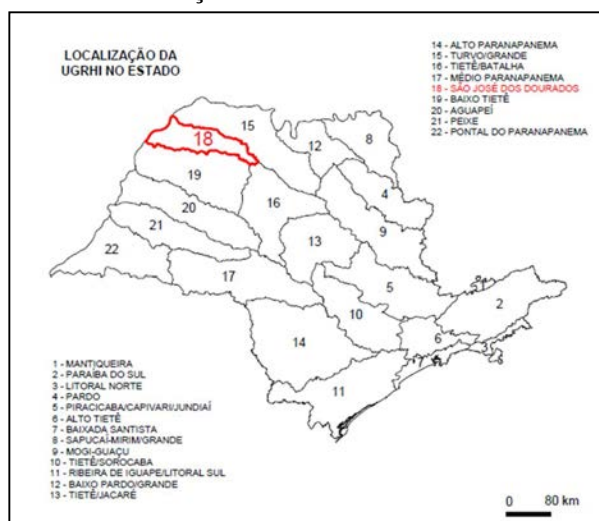 LOCALIZAÇÃO DA
UGRHI NO ESTADO
14 - ALTO PARANAPANEMA
15 - TURVO/GRANDE
16 - TIETÊ/BATALHA
17 - MÉDIO PARANAPANEMA
18 - SÃO JOSÉ DOS DOURADOS
19 - BAIXO TIETÊ
20 - AGUAPEÍ
21 - PEIXE
22 - PONTAL DO PARANAPANEMA
15
18
12
8
19
4
20
16
9
21
13
22
17
5
2
10
6
3
14
7
11
1 - MANTIQUEIRA
2 - PARAÍBA DO SUL
3 - LITORAL NORTE
4 - PARDO
5 - PIRACICABA/CAPIVARI/JUNDIAÍ
6 - ALTO TIETÊ
7 - BAIXADA SANTISTA
8 - SAPUCAÍ-MIRIM/GRANDE
9 - MOGI-GUAÇU
10 - TIETÊ/SOROCABA
11 - RIBEIRA DE IGUAPE/LITORAL SUL
12 - BAIXO PARDO/GRANDE
13 - TIETÊ/JACARÉ
0 80 km